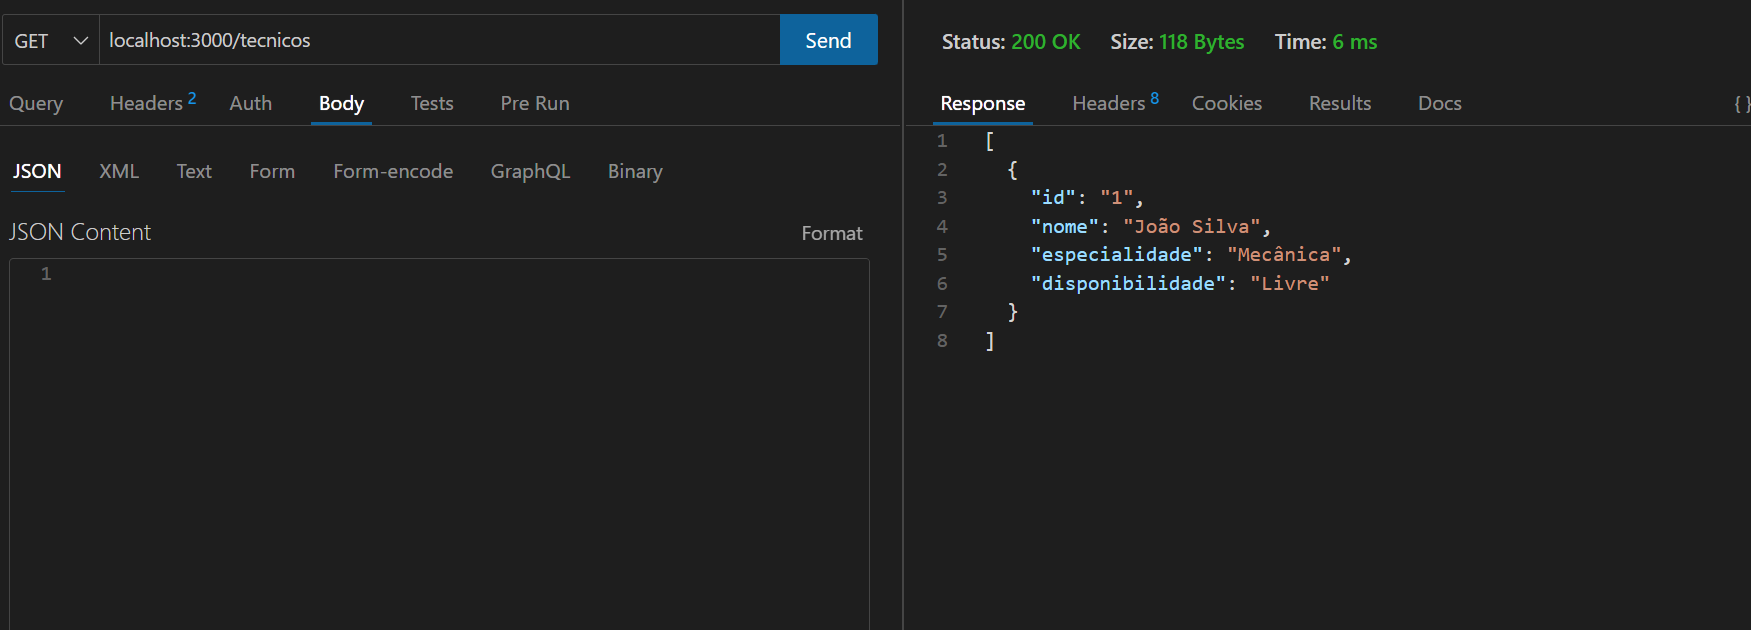 GET localhost:3000/tecnicos Send
Query Headers 2 Auth Body Tests Pre Run
JSON XML Text Form Form-encode GraphQL Binary
JSON Content Format
1
Status: 200 OK Size: 118 Bytes Time: 6 ms
Response Headers 8 Cookies Results Docs { }
1 [
2 {
3 "id": "1",
4 "nome": "João Silva",
5 "especialidade": "Mecânica",
6 "disponibilidade": "Livre"
7 }
8 ]